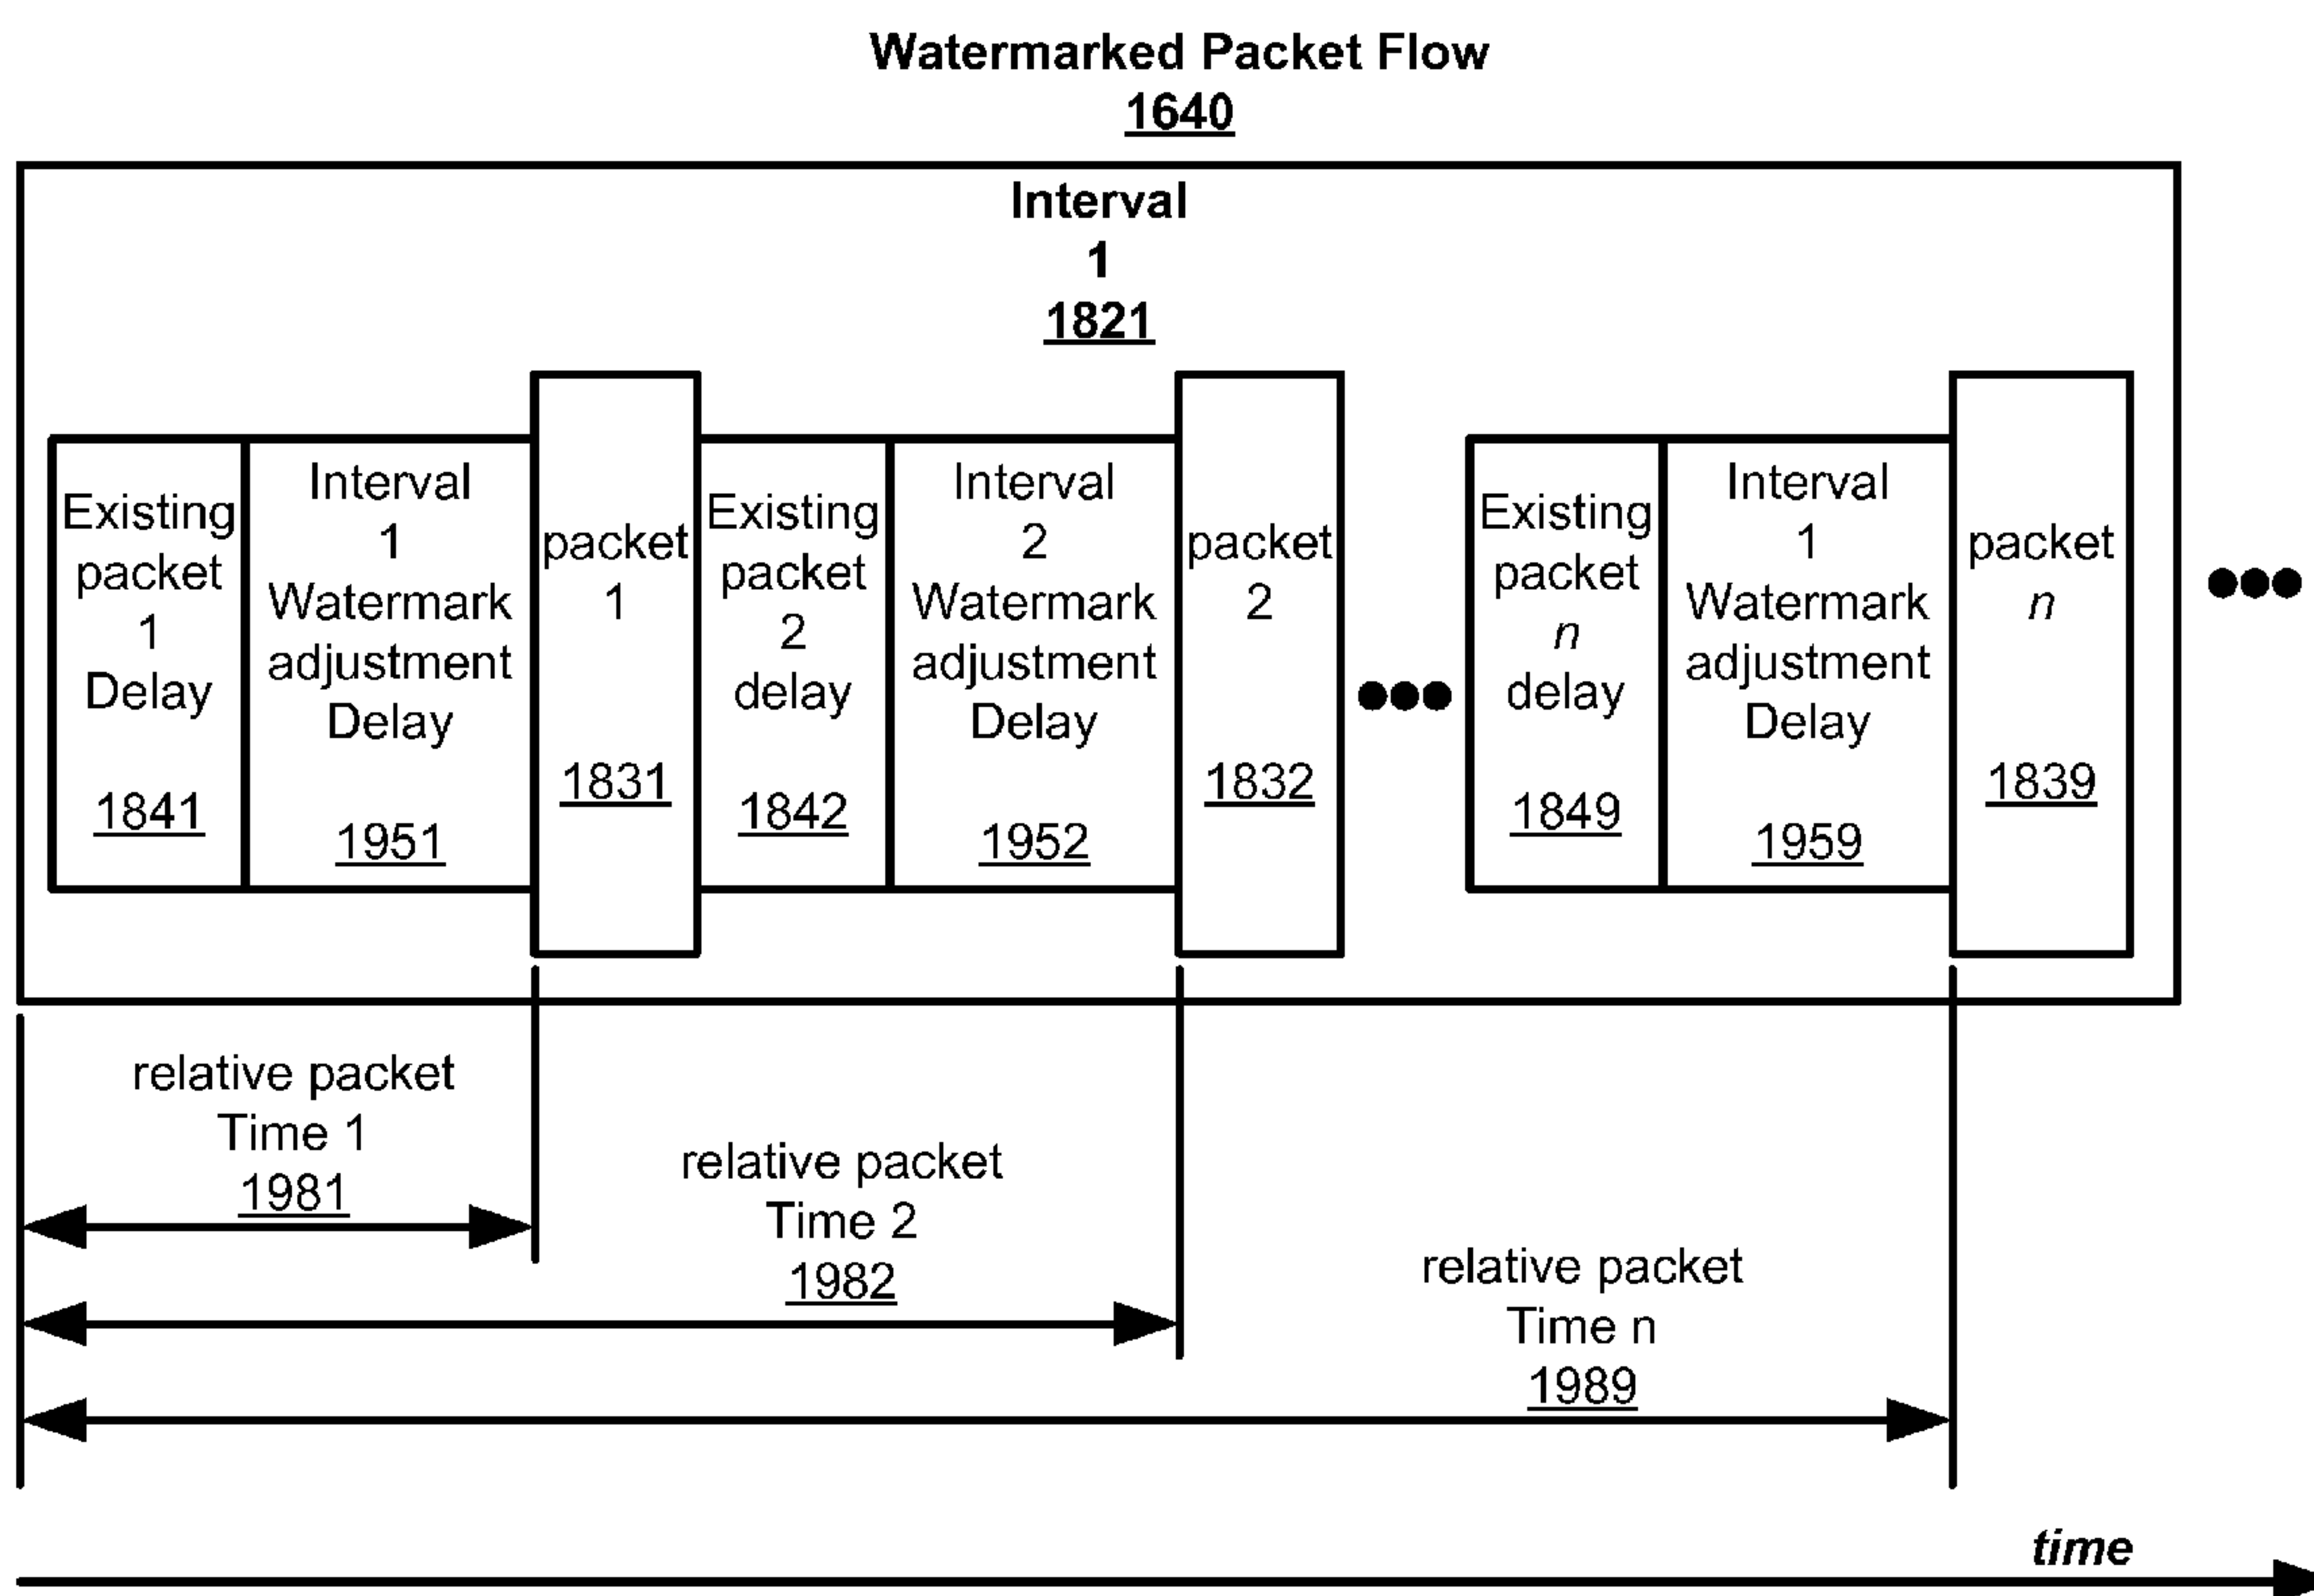 Watermarked Packet Flow
1640
Interval
1
1821
Existing
packet
1
Delay
1841
Interval
1
Watermark
adjustment
Delay
1951
packet
1
1831
Existing
packet
2
delay
1842
Interval
2
Watermark
adjustment
Delay
1952
packet
2
1832
Existing
packet
n
delay
1849
Interval
1
Watermark
adjustment
Delay
1959
packet
n
1839
relative packet
Time 1
1981
relative packet
Time 2
1982
relative packet
Time n
1989
time